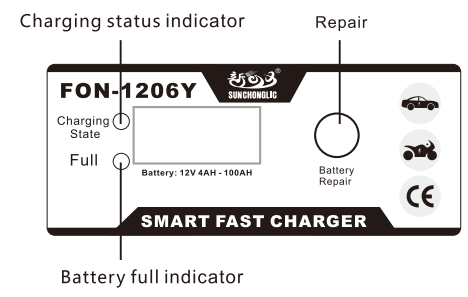 Charging status indicator
Repair
FON-1206Y
SUNCHONGLIC
Charging
State
Full
Battery: 12V 4AH - 100AH
Battery
Repair
CE
SMART FAST CHARGER
Battery full indicator